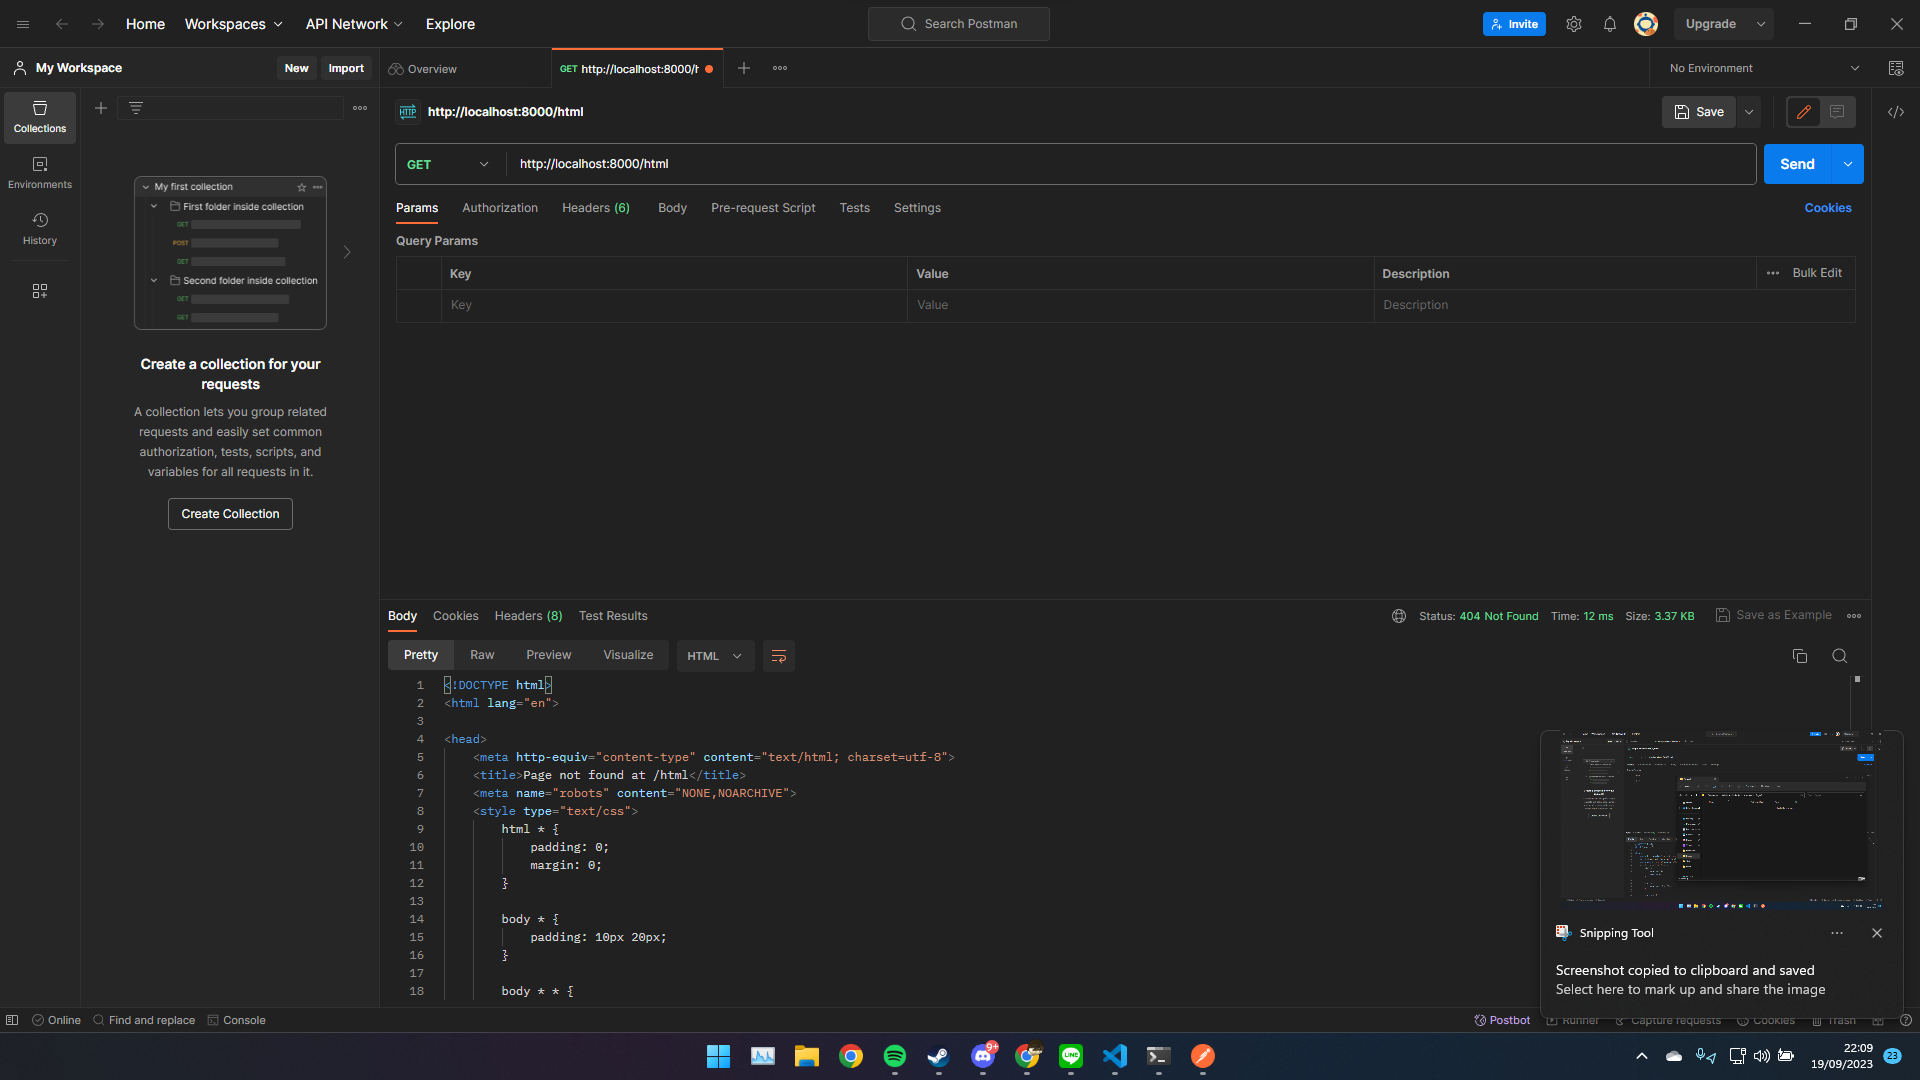 Home
Workspaces
API Network
Explore
Search Postman
Invite
Upgrade
My Workspace
New
Import
Overview
GET http://localhost:8000/h
No Environment
Collections
Environments
History
My first collection
First folder inside collection
GET
POST
GET
Second folder inside collection
GET
GET
Create a collection for your
requests
A collection lets you group related
requests and easily set common
authorization, tests, scripts, and
variables for all requests in it.
Create Collection
HTTP http://localhost:8000/html
Save
GET
http://localhost:8000/html
Send
Params
Authorization
Headers (6)
Body
Pre-request Script
Tests
Settings
Cookies
Query Params
Key
Value
Description
Bulk Edit
Key
Value
Description
Body
Cookies
Headers (8)
Test Results
Status: 404 Not Found
Time: 12 ms
Size: 3.37 KB
Save as Example
Pretty
Raw
Preview
Visualize
HTML
1 <!DOCTYPE html>
2 <html lang="en">
3
4 <head>
5 <meta http-equiv="content-type" content="text/html; charset=utf-8">
6 <title>Page not found at /html</title>
7 <meta name="robots" content="NONE,NOARCHIVE">
8 <style type="text/css">
9 html * {
10 padding: 0;
11 margin: 0;
12 }
13
14 body * {
15 padding: 10px 20px;
16 }
17
18 body * * {
Snipping Tool
Screenshot copied to clipboard and saved
Select here to mark up and share the image
Online
Find and replace
Console
Postbot
Runner
Capture requests
Cookies
Trash
9+
LINE
22:09
19/09/2023
23